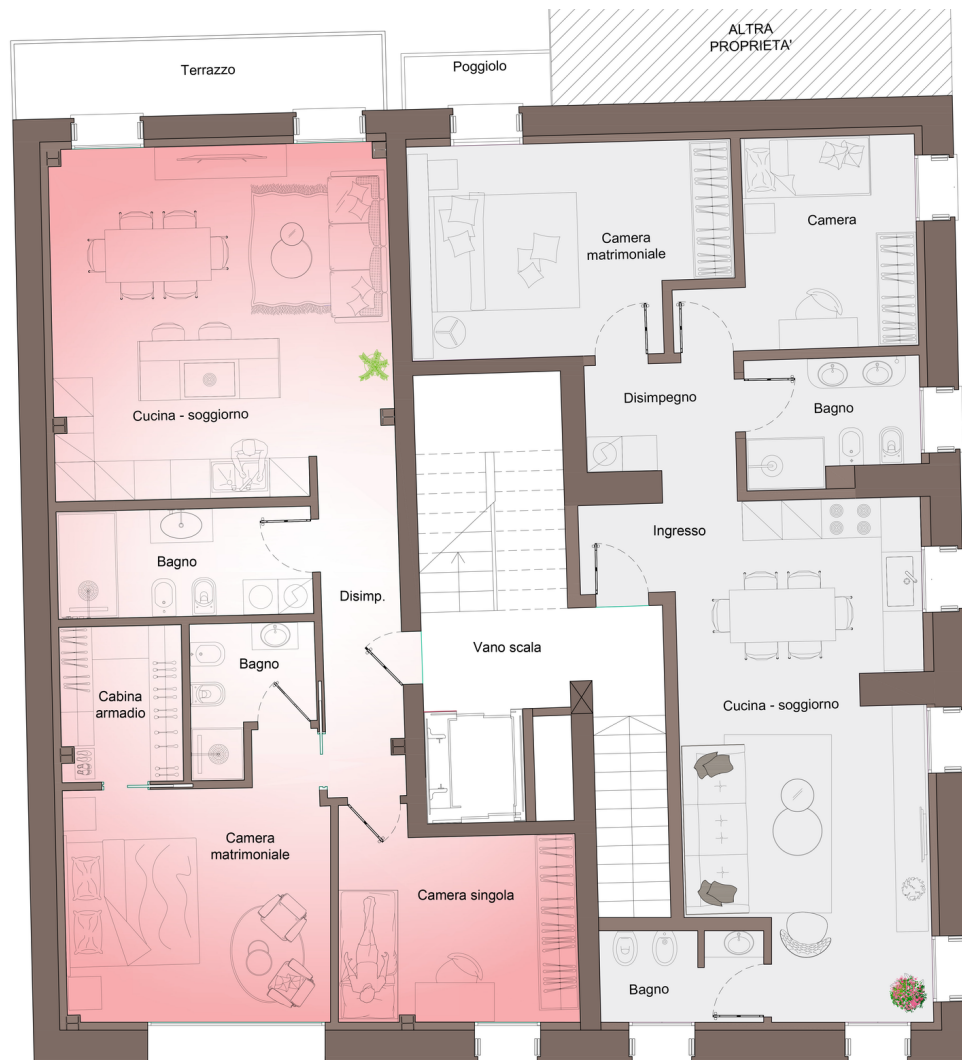 ALTRA
PROPRIETA'
Terrazzo
Poggiolo
Camera
Camera
matrimoniale
Disimpegno
Cucina - soggiorno
Bagno
Ingresso
Bagno
Disimp.
Vano scala
Bagno
Cabina
armadio
Cucina - soggiorno
Camera
matrimoniale
Camera singola
Bagno